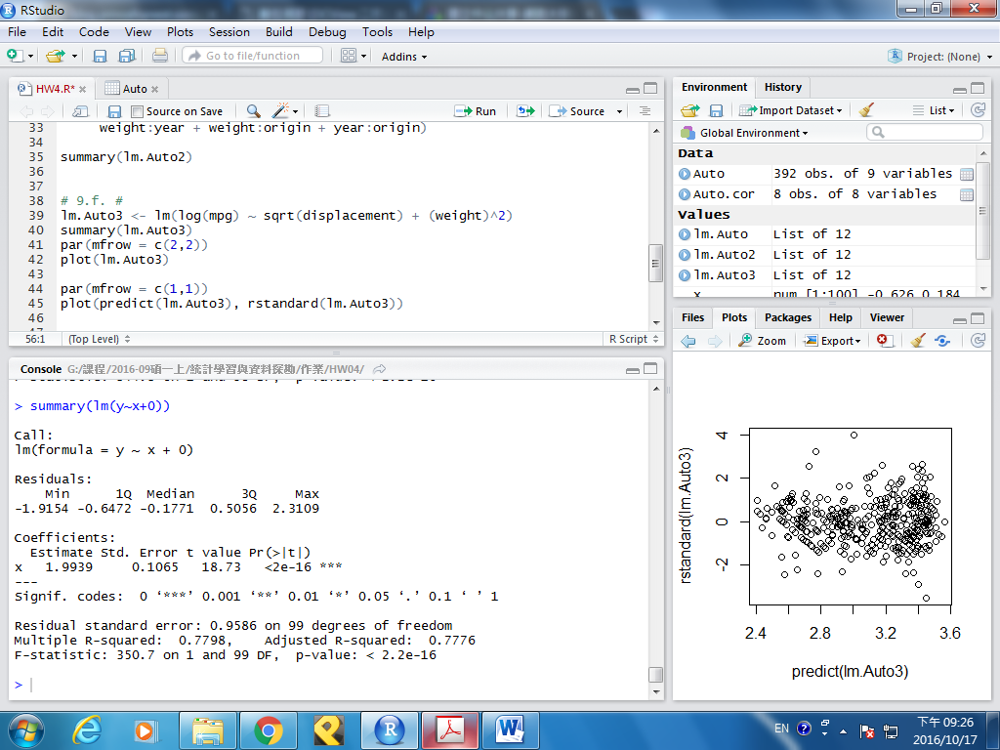 RStudio
File Edit Code View Plots Session Build Debug Tools Help
Go to file/function
Addins
Project: (None)
HW4.R*
Auto
Source on Save
Run
Source
33 weight:year + weight:origin + year:origin)
34
35 summary(lm.Auto2)
36
37
38 # 9.f. #
39 lm.Auto3 <- lm(log(mpg) ~ sqrt(displacement) + (weight)^2)
40 summary(lm.Auto3)
41 par(mfrow = c(2,2))
42 plot(lm.Auto3)
43
44 par(mfrow = c(1,1))
45 plot(predict(lm.Auto3), rstandard(lm.Auto3))
46
56:1 (Top Level) R Script
Console G:/課程/2016-09碩一上/統計學習與資料探勘/作業/HW04/
> summary(lm(y~x+0))
Call:
lm(formula = y ~ x + 0)
Residuals:
Min 1Q Median 3Q Max
-1.9154 -0.6472 -0.1771 0.5056 2.3109
Coefficients:
Estimate Std. Error t value Pr(>|t|)
x 1.9939 0.1065 18.73 <2e-16 ***
---
Signif. codes: 0 ‘***’ 0.001 ‘**’ 0.01 ‘*’ 0.05 ‘.’ 0.1 ‘ ’ 1
Residual standard error: 0.9586 on 99 degrees of freedom
Multiple R-squared: 0.7798, Adjusted R-squared: 0.7776
F-statistic: 350.7 on 1 and 99 DF, p-value: < 2.2e-16
>
Environment History
Import Dataset
List
Global Environment
Data
Auto 392 obs. of 9 variables
Auto.cor 8 obs. of 8 variables
Values
lm.Auto List of 12
lm.Auto2 List of 12
lm.Auto3 List of 12
x num [1:100] -0.626 0.184
Files Plots Packages Help Viewer
Zoom
Export
rstandard(lm.Auto3)
4
2
0
-2
2.4 2.8 3.2 3.6
predict(lm.Auto3)
EN
下午 09:26
2016/10/17